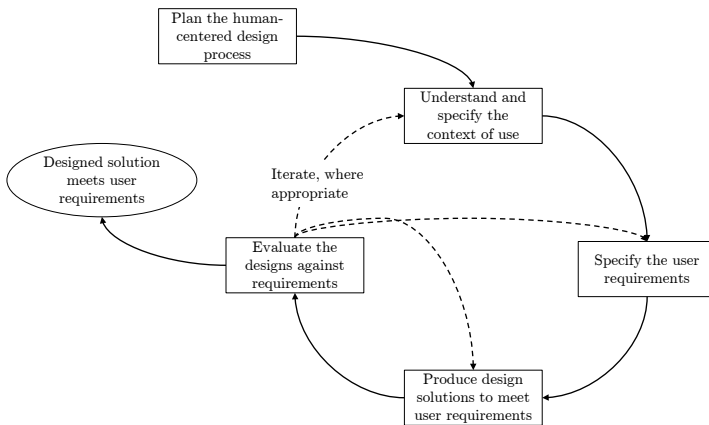 Plan the human-
centered design
process
Understand and
specify the
context of use
Iterate, where
appropriate
Designed solution
meets user
requirements
Evaluate the
designs against
requirements
Specify the user
requirements
Produce design
solutions to meet
user requirements